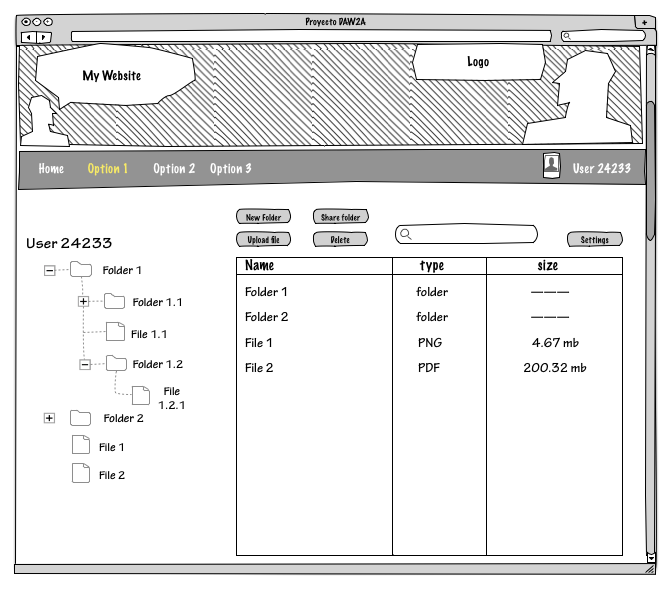 Proyecto DAW2A
My Website
Logo
Home Option 1 Option 2 Option 3 User 24233
New Folder Share folder
Upload file Delete Settings
User 24233
Folder 1
Folder 1.1
File 1.1
Folder 1.2
File
1.2.1
Folder 2
File 1
File 2
Name type size
Folder 1 folder ———
Folder 2 folder ———
File 1 PNG 4.67 mb
File 2 PDF 200.32 mb